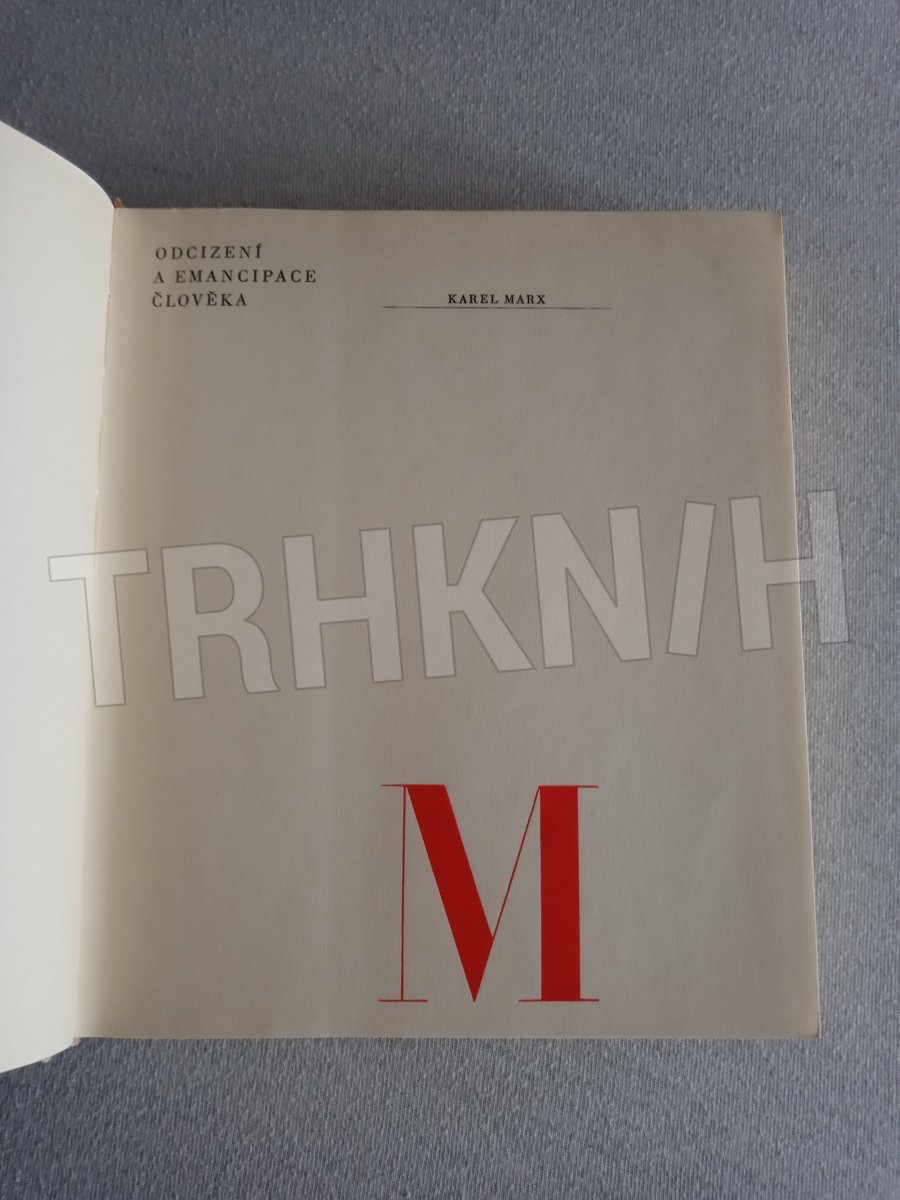 ODCIZENÍ
A EMANCIPACE
ČLOVĚKA
KAREL MARX
TRHKNIH
M